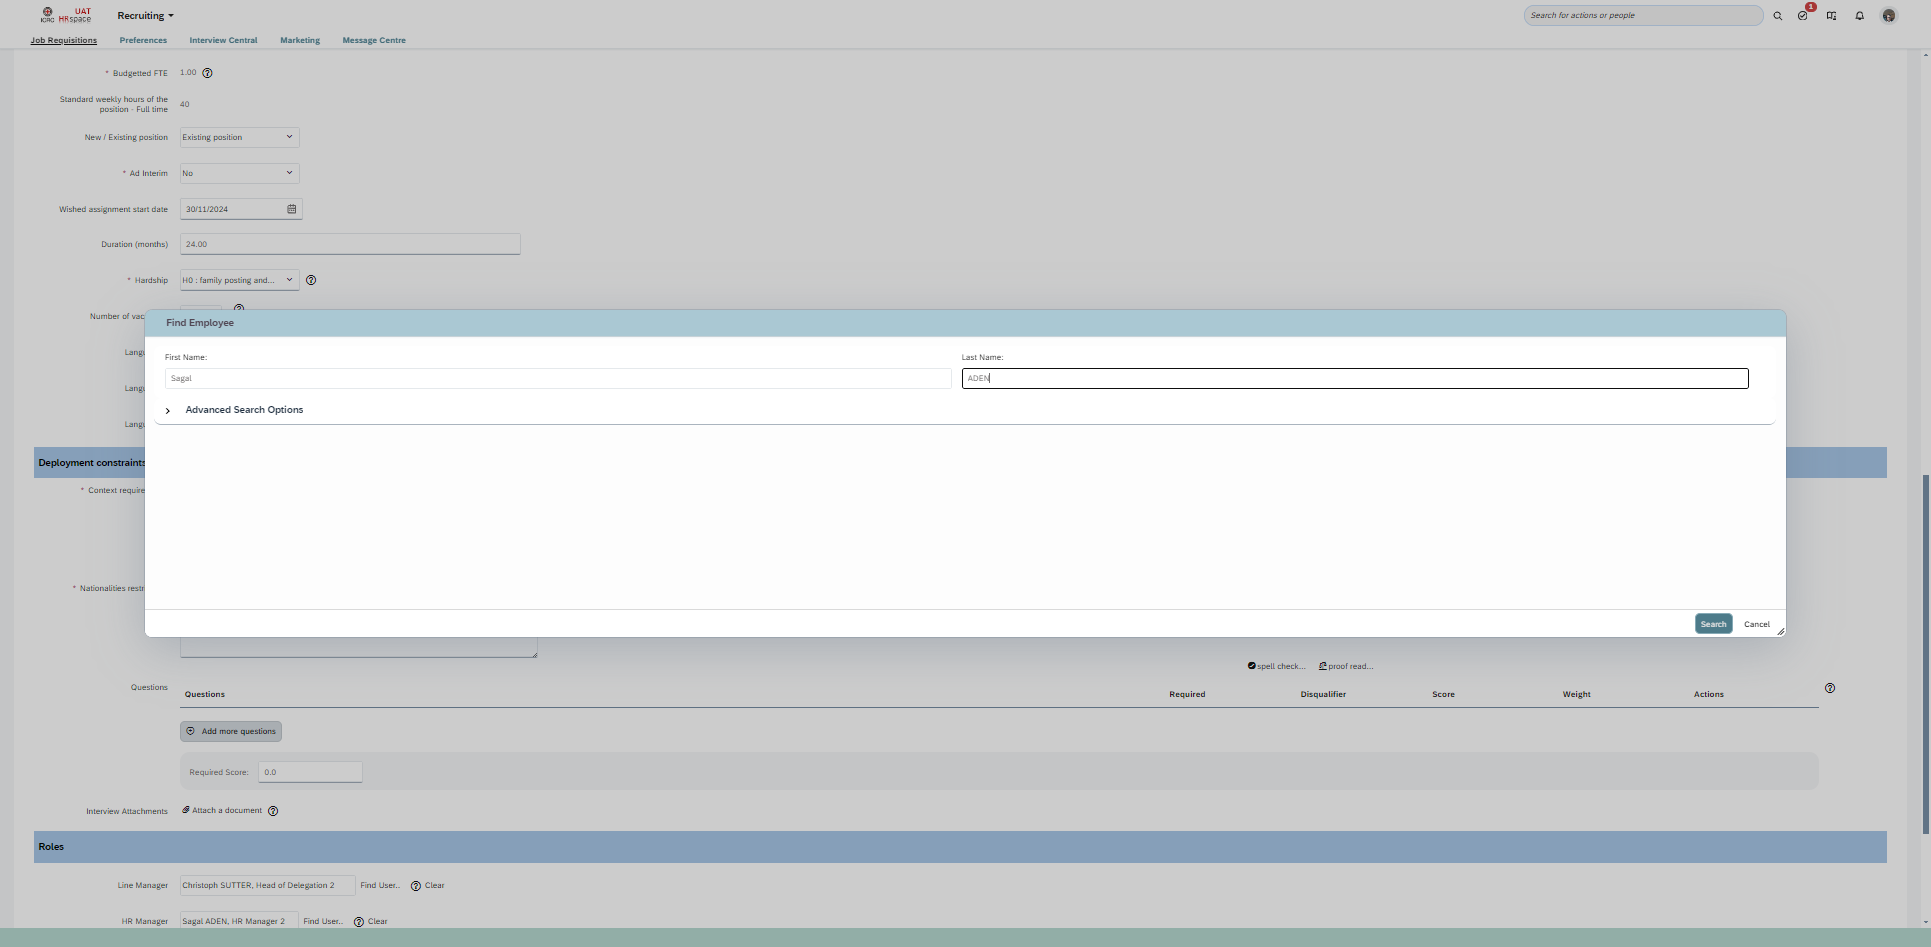 UAT
ICRC HRspace
Recruiting
Search for actions or people
1
Job Requisitions Preferences Interview Central Marketing Message Centre
* Budgetted FTE 1.00
Standard weekly hours of the
position - Full time 40
New / Existing position Existing position
* Ad Interim No
Wished assignment start date 30/11/2024
Duration (months) 24.00
* Hardship H0 : family posting and...
Number of vac
Find Employee
First Name: Last Name:
Sagal ADEN
Advanced Search Options
Langu
Langu
Langu
Deployment constraints
* Context require
* Nationalities restr
Search Cancel
spell check... proof read...
Questions Questions Required Disqualifier Score Weight Actions
Add more questions
Required Score: 0.0
Interview Attachments Attach a document
Roles
Line Manager Christoph SUTTER, Head of Delegation 2 Find User.. Clear
HR Manager Sagal ADEN, HR Manager 2 Find User.. Clear